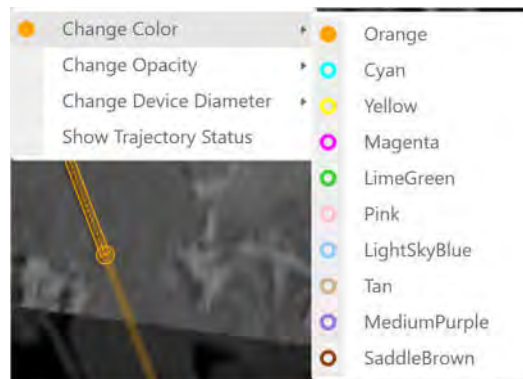 Change Color
Change Opacity
Change Device Diameter
Show Trajectory Status
Orange
Cyan
Yellow
Magenta
LimeGreen
Pink
LightSkyBlue
Tan
MediumPurple
SaddleBrown